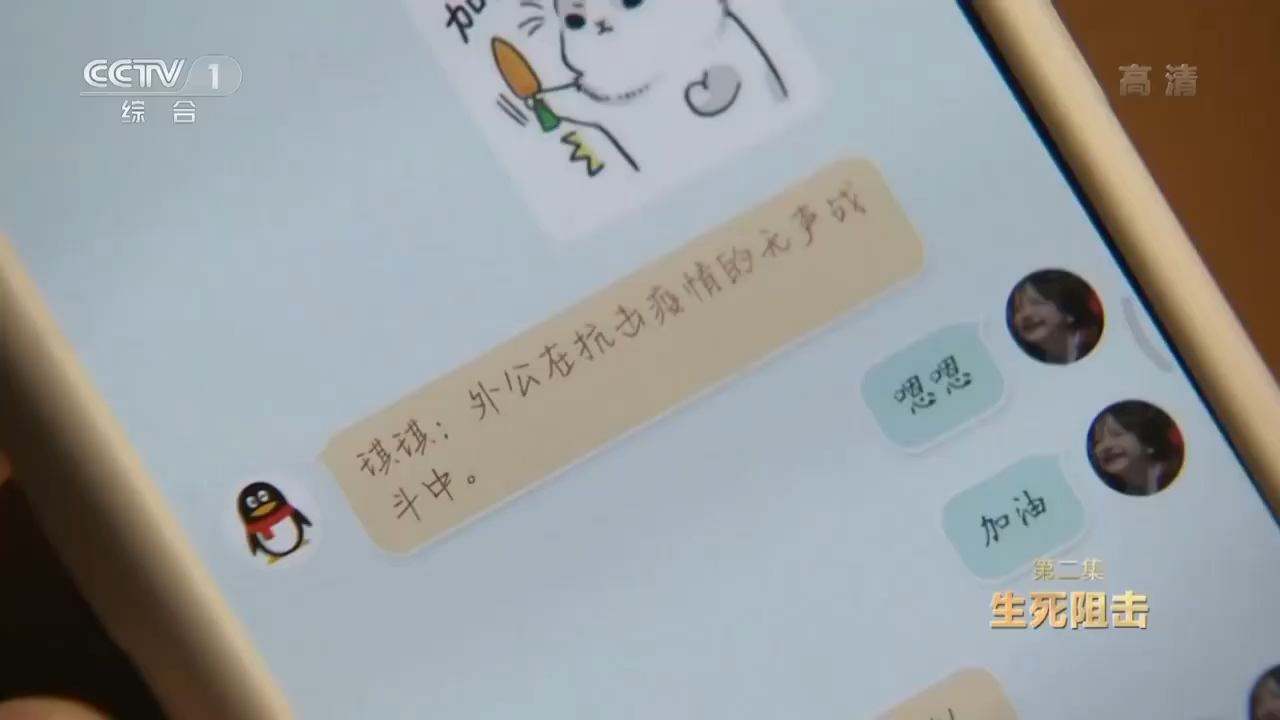 CCTV 1
综合
高清
加
琪琪：外公在抗击疫情的无声战
斗中。
嗯嗯
加油
第二集
生死阻击